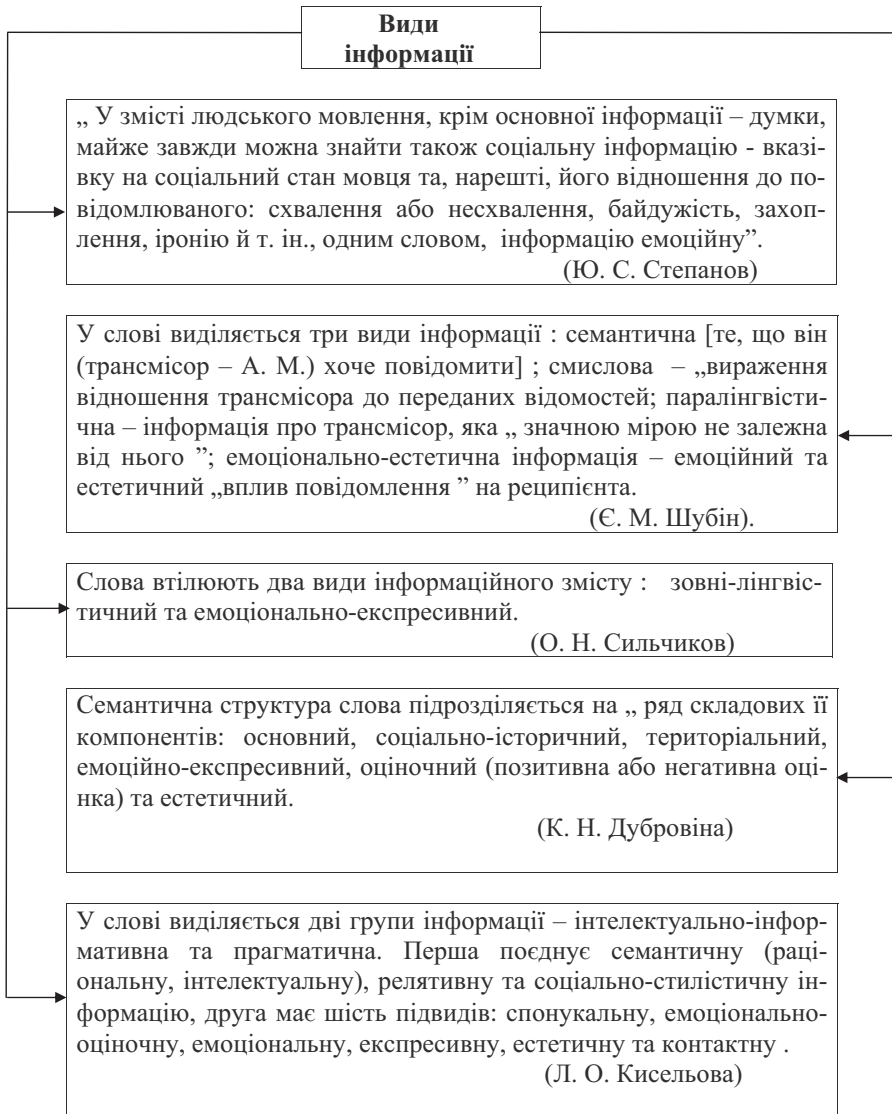 Види
інформації
„ У змісті людського мовлення, крім основної інформації – думки,
майже завжди можна знайти також соціальну інформацію - вказі-
вку на соціальний стан мовця та, нарешті, його відношення до по-
відомлюваного: схвалення або несхвалення, байдужість, захоп-
лення, іронію й т. ін., одним словом, інформацію емоційну”.
(Ю. С. Степанов)
У слові виділяється три види інформації : семантична [те, що він
(трансмісор – А. М.) хоче повідомити] ; смислова – „вираження
відношення трансмісора до переданих відомостей; паралінгвісти-
чна – інформація про трансмісор, яка „ значною мірою не залежна
від нього ”; емоціонально-естетична інформація – емоційний та
естетичний „вплив повідомлення ” на реципієнта.
(Є. М. Шубін).
Слова втілюють два види інформаційного змісту : зовні-лінгвіс-
тичний та емоціонально-експресивний.
(О. Н. Сильчиков)
Семантична структура слова підрозділяється на „ ряд складових її
компонентів: основний, соціально-історичний, територіальний,
емоційно-експресивний, оціночний (позитивна або негативна оці-
нка) та естетичний.
(К. Н. Дубровіна)
У слові виділяється дві групи інформації – інтелектуально-інфор-
мативна та прагматична. Перша поєднує семантичну (раці-
ональну, інтелектуальну), релятивну та соціально-стилістичну ін-
формацію, друга має шість підвидів: спонукальну, емоціонально-
оціночну, емоціональну, експресивну, естетичну та контактну .
(Л. О. Кисельова)